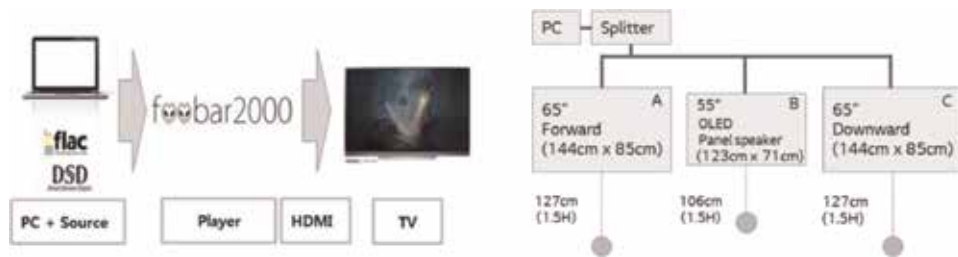 flac
DSD
foobar2000
PC + Source
Player
HDMI
TV
PC
Splitter
A
65"
Forward
(144cm x 85cm)
B
55"
OLED
Panel speaker
(123cm x 71cm)
C
65"
Downward
(144cm x 85cm)
127cm
(1.5H)
106cm
(1.5H)
127cm
(1.5H)